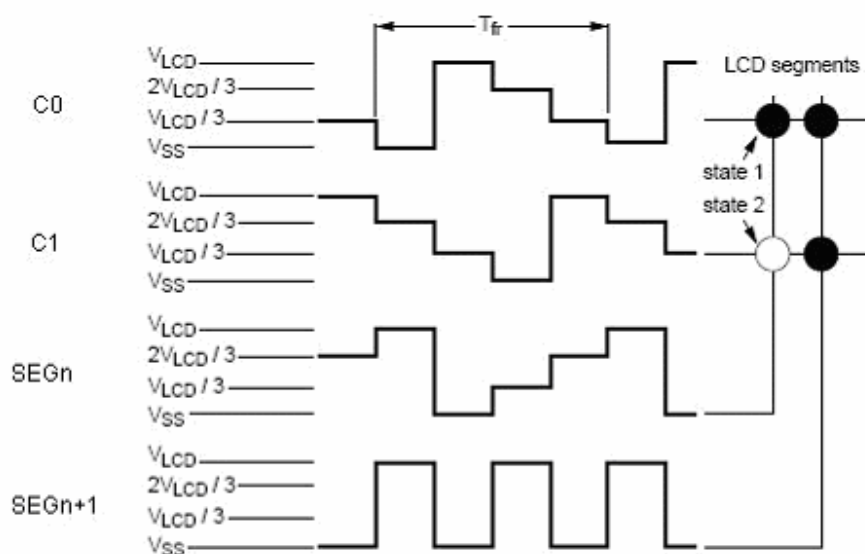 Tfr
C0
VLCD
2VLCD / 3
VLCD / 3
VSS
LCD segments
state 1
state 2
C1
VLCD
2VLCD / 3
VLCD / 3
VSS
SEGn
VLCD
2VLCD / 3
VLCD / 3
VSS
SEGn+1
VLCD
2VLCD / 3
VLCD / 3
VSS